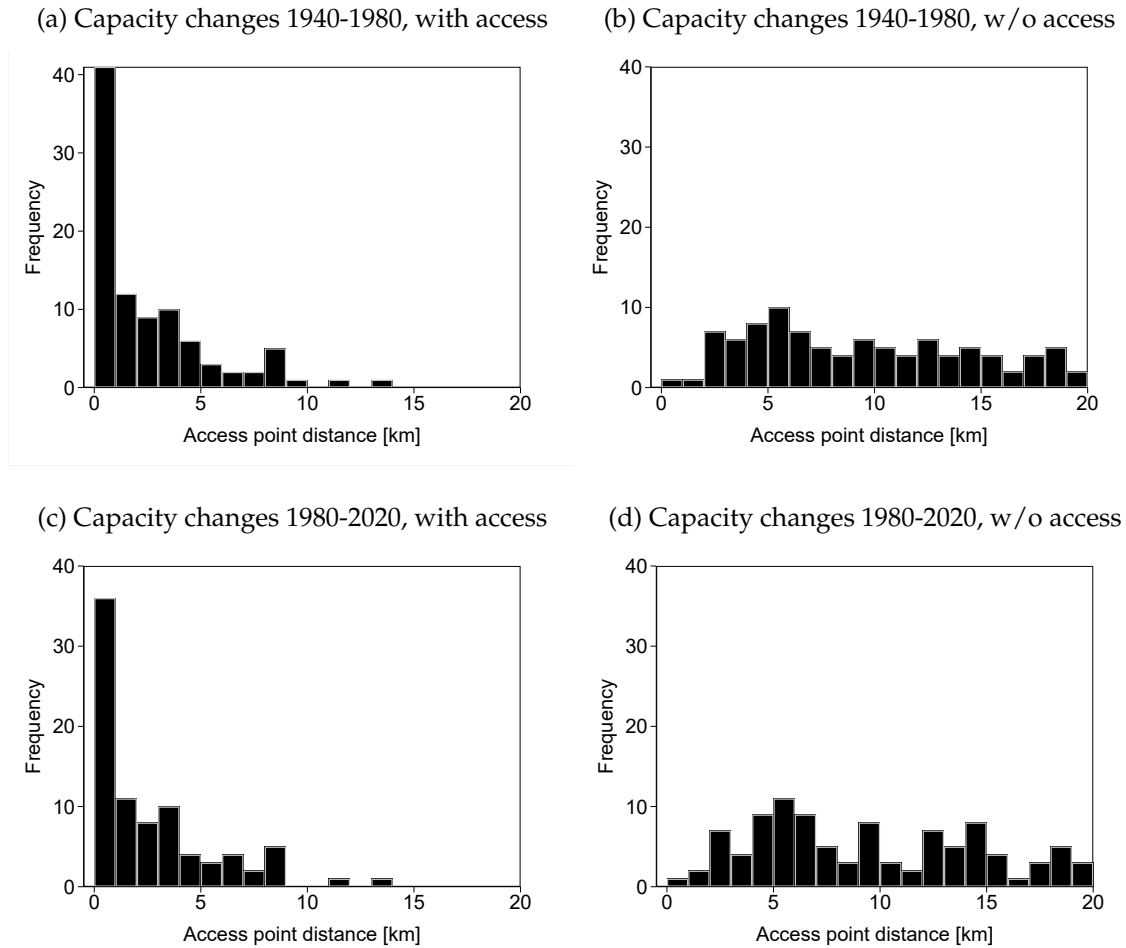 (a) Capacity changes 1940-1980, with access
40
30
20
10
0
Frequency
0 5 10 15 20
Access point distance [km]
(b) Capacity changes 1940-1980, w/o access
40
30
20
10
0
Frequency
0 5 10 15 20
Access point distance [km]
(c) Capacity changes 1980-2020, with access
40
30
20
10
0
Frequency
0 5 10 15 20
Access point distance [km]
(d) Capacity changes 1980-2020, w/o access
40
30
20
10
0
Frequency
0 5 10 15 20
Access point distance [km]